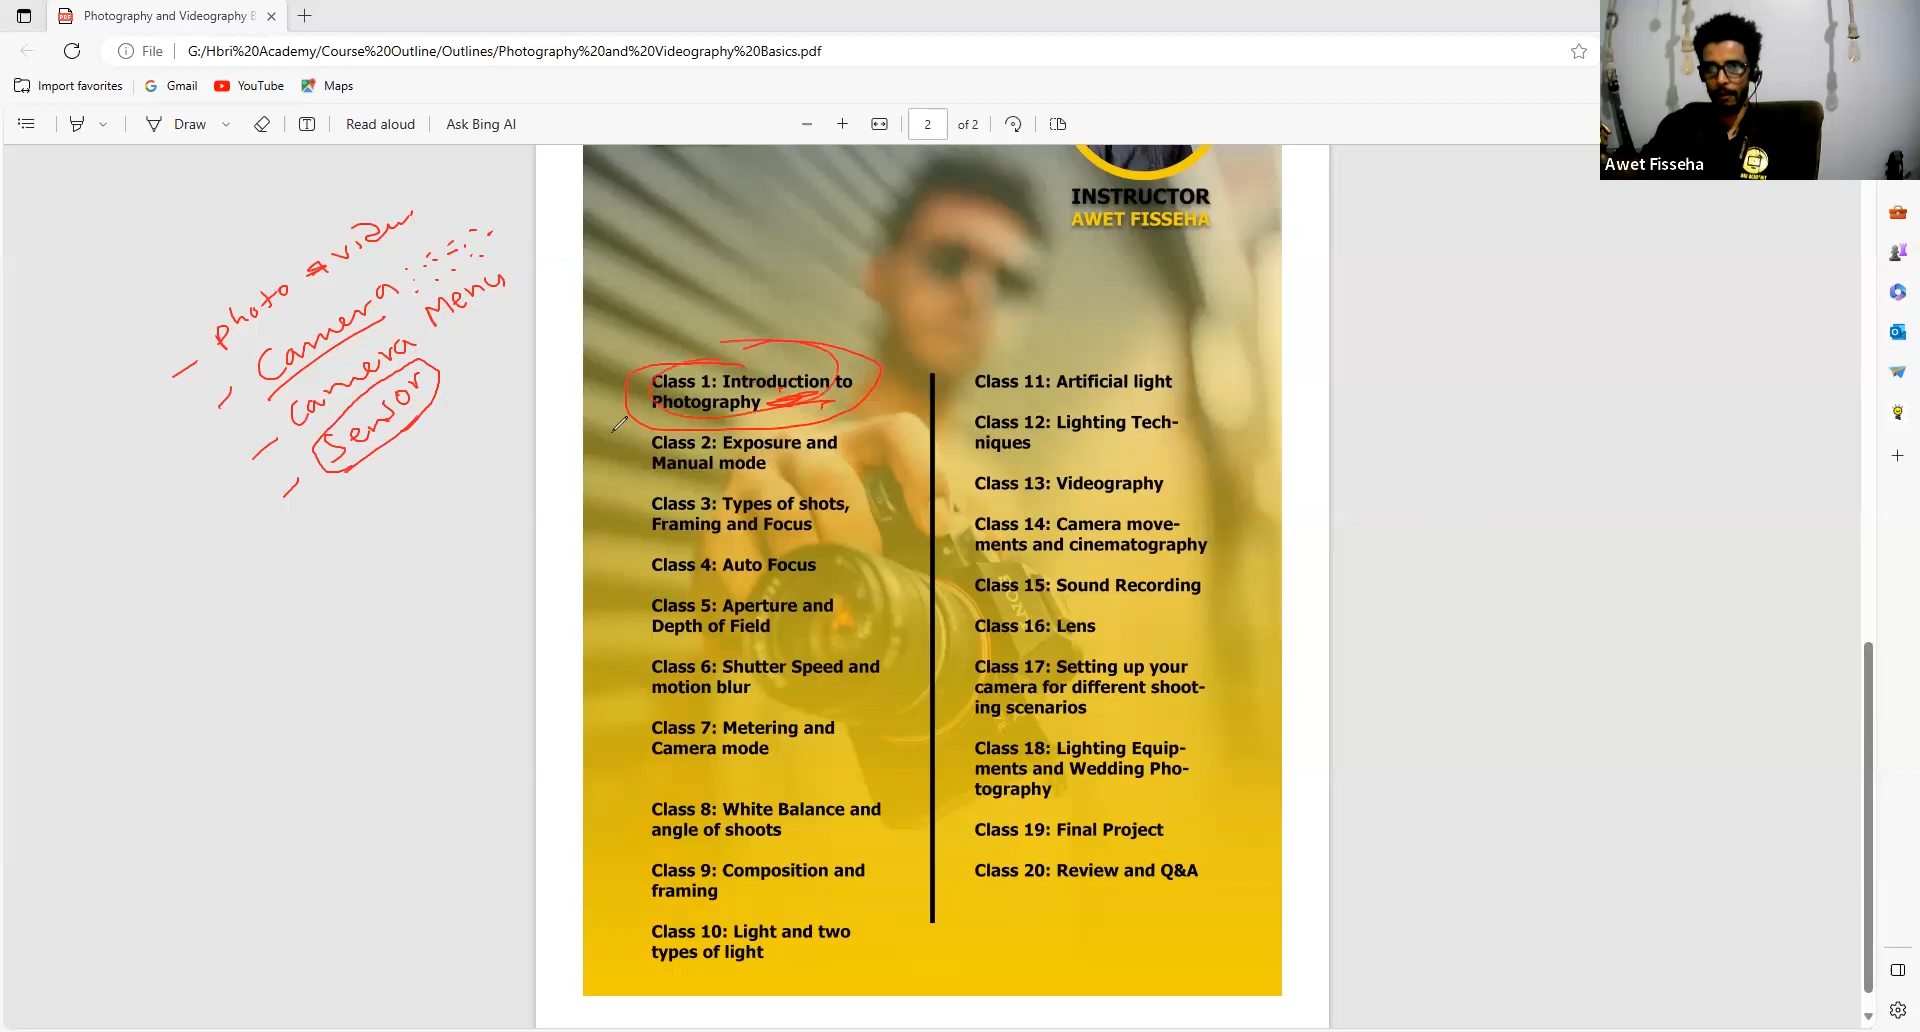 Photography and Videography B
File
G:/Hbri%20Academy/Course%20Outline/Outlines/Photography%20and%20Videography%20Basics.pdf
Import favorites
Gmail
YouTube
Maps
Draw
Read aloud
Ask Bing AI
2
of 2
Awet Fisseha
INSTRUCTOR
AWET FISSEHA
- photo & video
- Camera
- Camera Menu
- Sensor
Class 1: Introduction to
Photography
Class 2: Exposure and
Manual mode
Class 3: Types of shots,
Framing and Focus
Class 4: Auto Focus
Class 5: Aperture and
Depth of Field
Class 6: Shutter Speed and
motion blur
Class 7: Metering and
Camera mode
Class 8: White Balance and
angle of shoots
Class 9: Composition and
framing
Class 10: Light and two
types of light
Class 11: Artificial light
Class 12: Lighting Tech-
niques
Class 13: Videography
Class 14: Camera move-
ments and cinematography
Class 15: Sound Recording
Class 16: Lens
Class 17: Setting up your
camera for different shoot-
ing scenarios
Class 18: Lighting Equip-
ments and Wedding Pho-
tography
Class 19: Final Project
Class 20: Review and Q&A
SONY